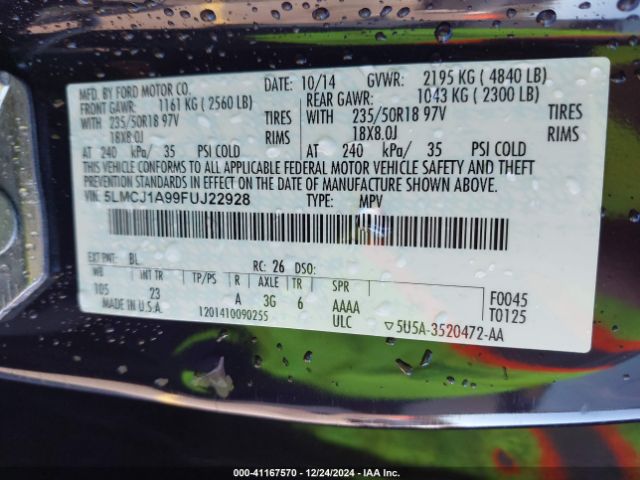 MFD. BY FORD MOTOR CO.
DATE: 10/14 GVWR: 2195 KG ( 4840 LB)
FRONT GAWR: 1161 KG ( 2560 LB) REAR GAWR: 1043 KG ( 2300 LB)
WITH 235/50R18 97V TIRES WITH 235/50R18 97V TIRES
18X8.0J RIMS 18X8.0J RIMS
AT 240 kPa/ 35 PSI COLD AT 240 kPa/ 35 PSI COLD
THIS VEHICLE CONFORMS TO ALL APPLICABLE FEDERAL MOTOR VEHICLE SAFETY AND THEFT
PREVENTION STANDARDS IN EFFECT ON THE DATE OF MANUFACTURE SHOWN ABOVE.
VIN: 5LMCJ1A99FUJ22928 TYPE: MPV
EXT PNT: BL RC: 26 DSO:
WB INT TR TP/PS R AXLE TR SPR
105 23 A 3G 6 AAAA F0045
MADE IN U.S.A. 1201410090255 ULC ▽5U5A-3520472-AA T0125
000-41167570 - 12/24/2024 - IAAI.com. All rights reserved.